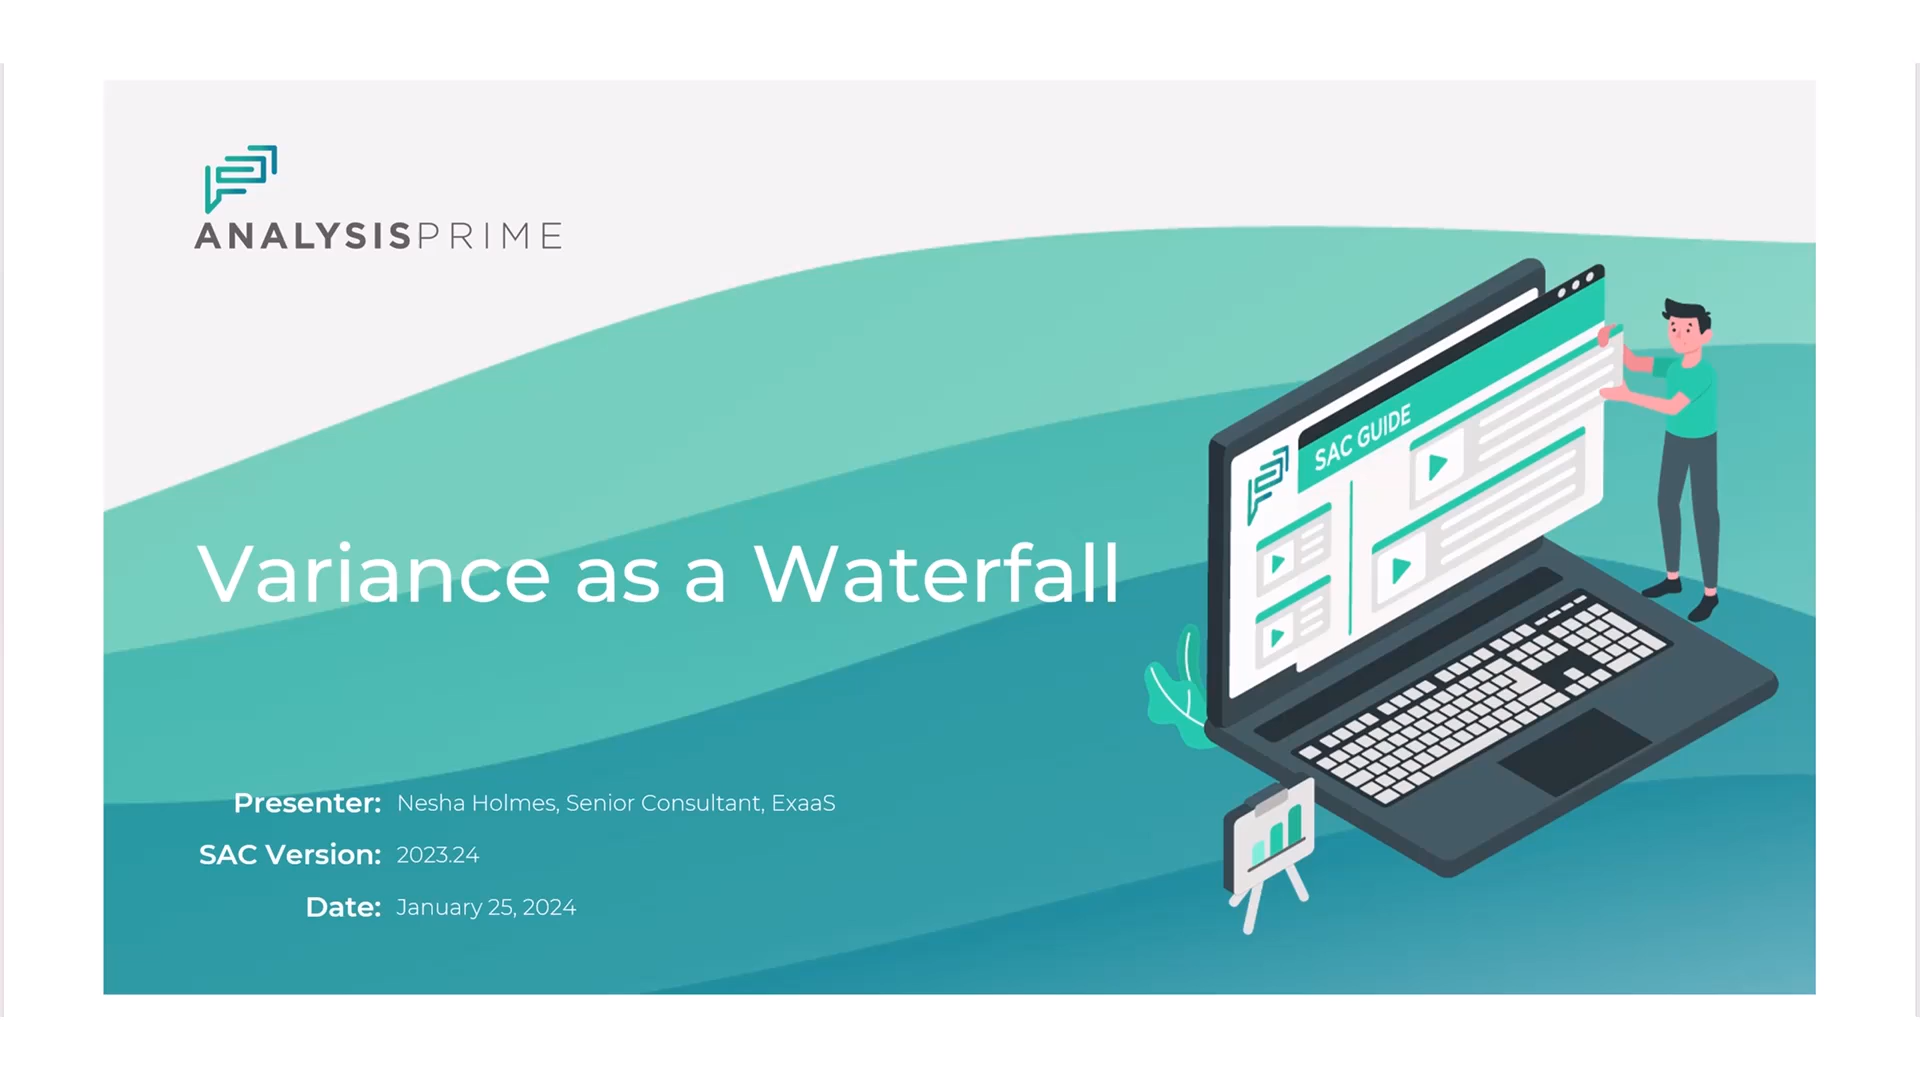 ANALYSISPRIME
SAC GUIDE
Variance as a Waterfall
Presenter: Nesha Holmes, Senior Consultant, ExaaS
SAC Version: 2023.24
Date: January 25, 2024